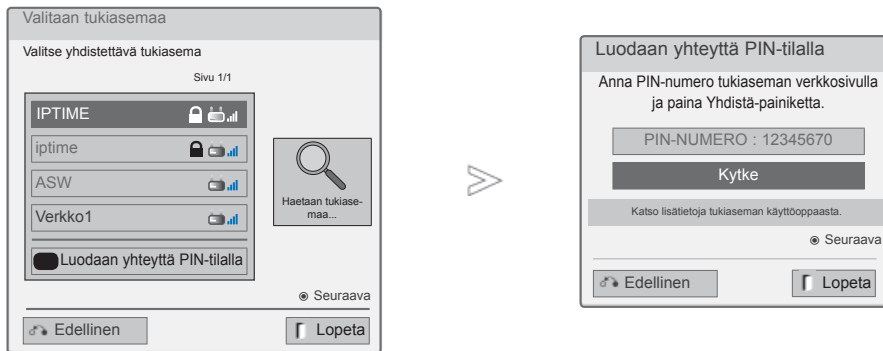 Valitaan tukiasemaa
Valitse yhdistettävä tukiasema
Sivu 1/1
IPTIME
iptime
ASW
Verkko1
Luodaan yhteyttä PIN-tilalla
Haetaan tukiase-
maa...
Seuraava
Edellinen
Lopeta
Luodaan yhteyttä PIN-tilalla
Anna PIN-numero tukiaseman verkkosivulla
ja paina Yhdistä-painiketta.
PIN-NUMERO : 12345670
Kytke
Katso lisätietoja tukiaseman käyttöoppaasta.
Seuraava
Edellinen
Lopeta